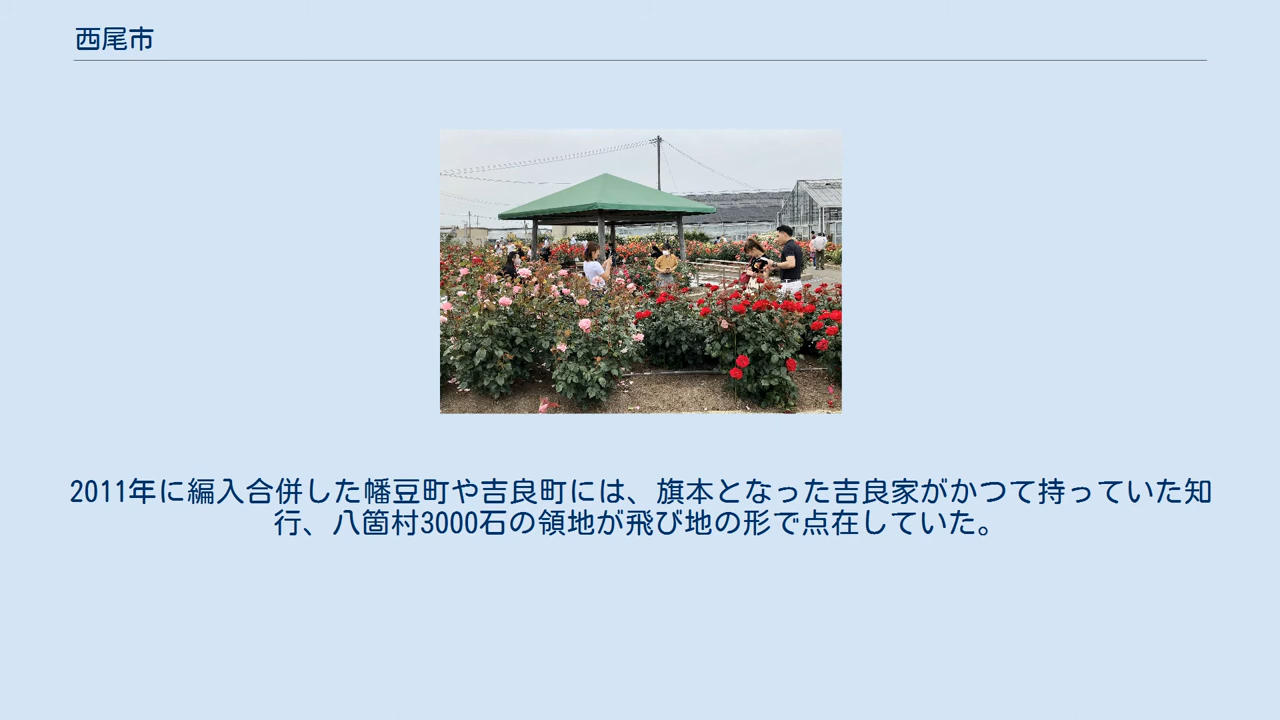 西尾市
2011年に編入合併した幡豆町や吉良町には、旗本となった吉良家がかつて持っていた知
行、八箇村3000石の領地が飛び地の形で点在していた。